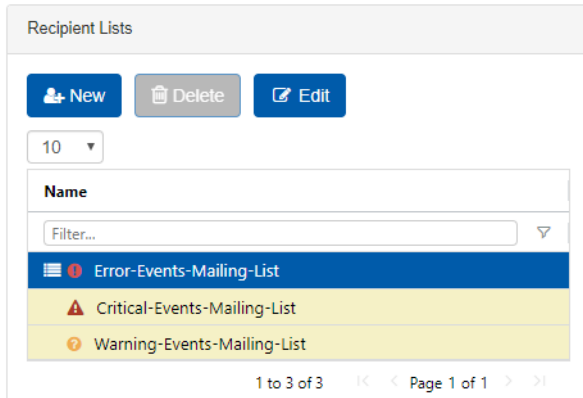 Recipient Lists
New Delete Edit
10
Name
Filter...
Error-Events-Mailing-List
Critical-Events-Mailing-List
Warning-Events-Mailing-List
1 to 3 of 3 Page 1 of 1